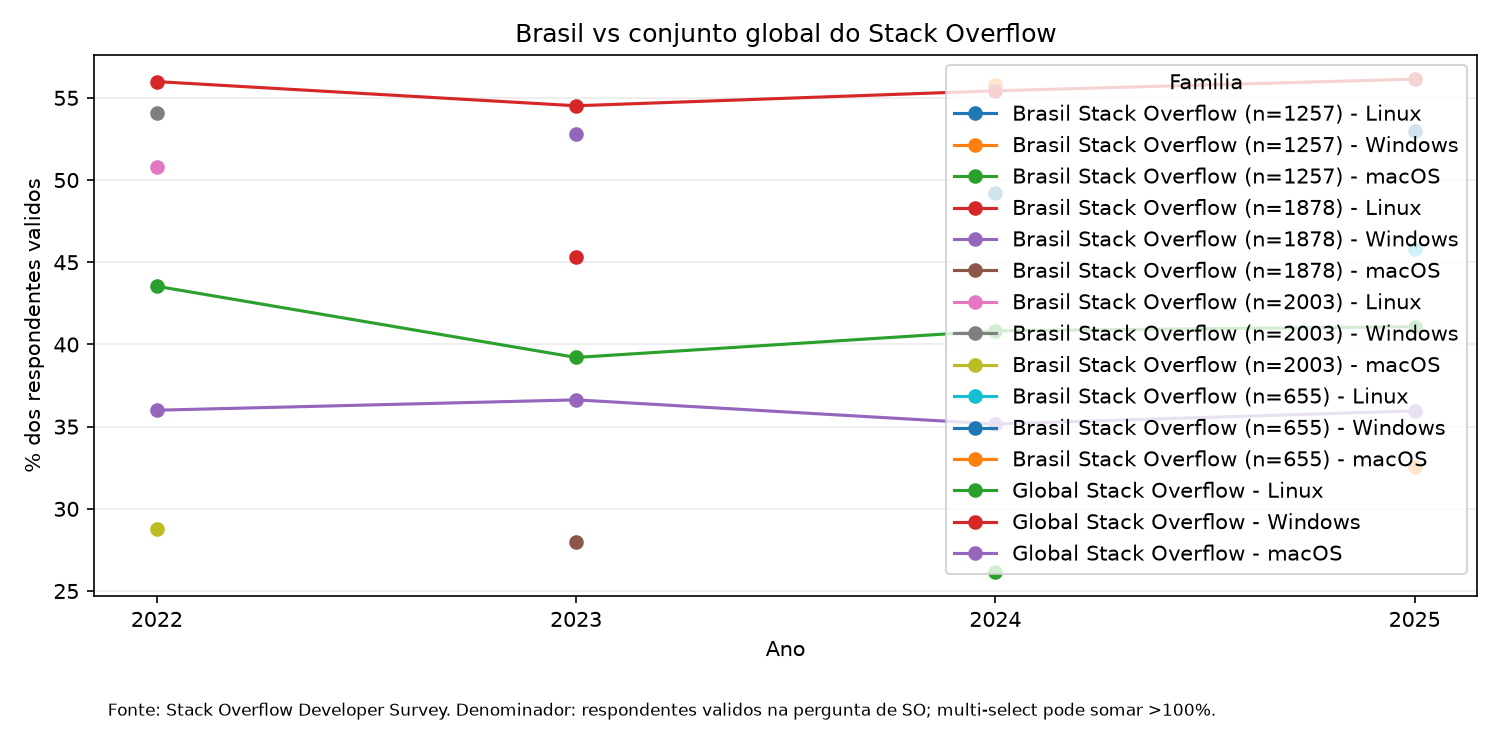 Brasil vs conjunto global do Stack Overflow
% dos respondentes validos
55
50
45
40
35
30
25
2022
2023
2024
2025
Ano
Familia
Brasil Stack Overflow (n=1257) - Linux
Brasil Stack Overflow (n=1257) - Windows
Brasil Stack Overflow (n=1257) - macOS
Brasil Stack Overflow (n=1878) - Linux
Brasil Stack Overflow (n=1878) - Windows
Brasil Stack Overflow (n=1878) - macOS
Brasil Stack Overflow (n=2003) - Linux
Brasil Stack Overflow (n=2003) - Windows
Brasil Stack Overflow (n=2003) - macOS
Brasil Stack Overflow (n=655) - Linux
Brasil Stack Overflow (n=655) - Windows
Brasil Stack Overflow (n=655) - macOS
Global Stack Overflow - Linux
Global Stack Overflow - Windows
Global Stack Overflow - macOS
Fonte: Stack Overflow Developer Survey. Denominador: respondentes validos na pergunta de SO; multi-select pode somar >100%.